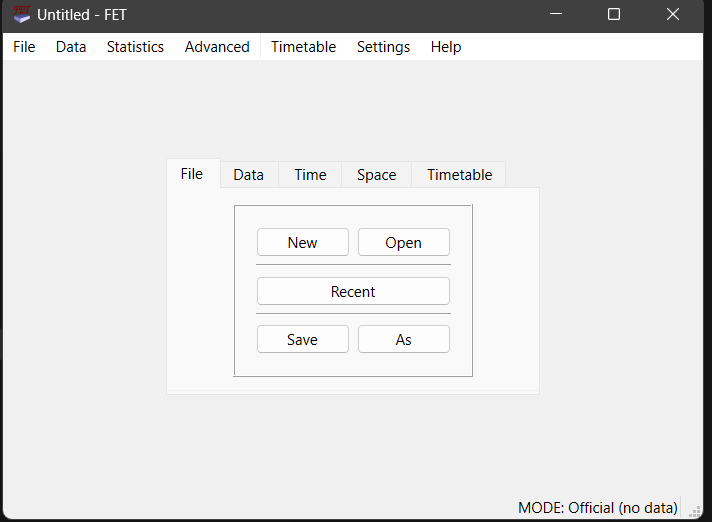 Untitled - FET
File Data Statistics Advanced Timetable Settings Help
File Data Time Space Timetable
New Open
Recent
Save As
MODE: Official (no data)